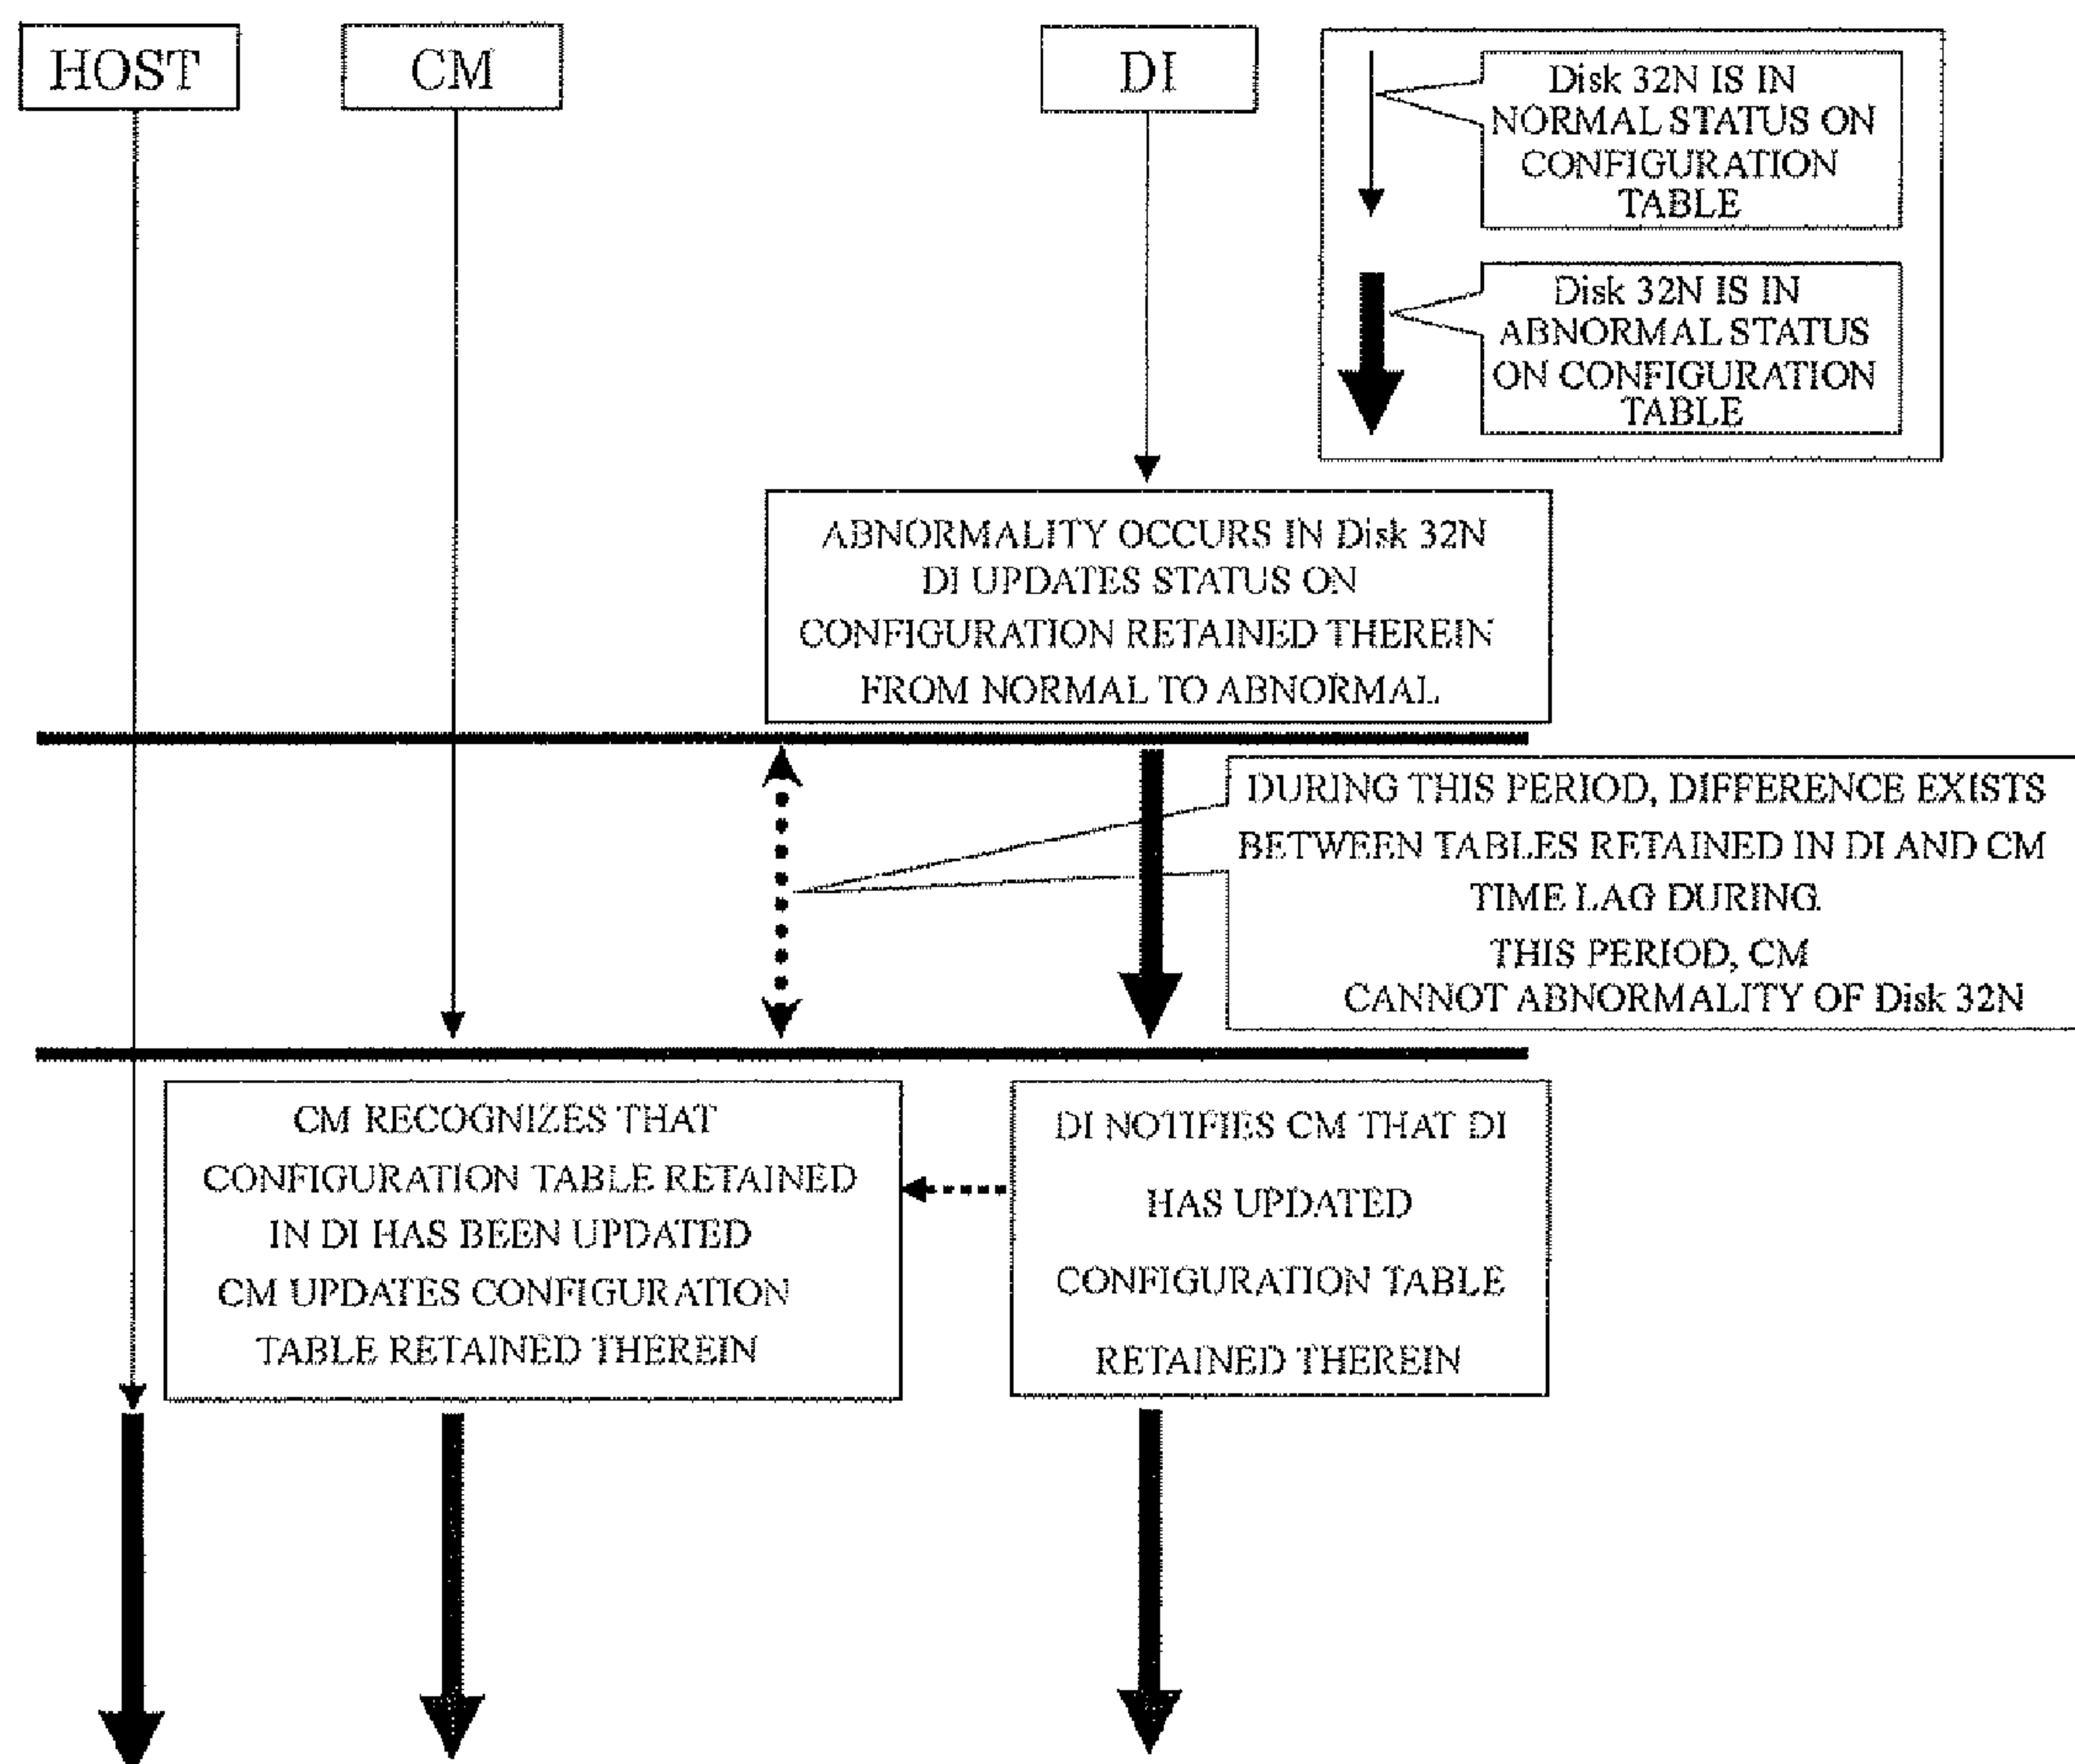 HOST
CM
DI
Disk 32N IS IN
NORMAL STATUS ON
CONFIGURATION
TABLE
Disk 32N IS IN
ABNORMAL STATUS
ON CONFIGURATION
TABLE
ABNORMALITY OCCURS IN Disk 32N
DI UPDATES STATUS ON
CONFIGURATION RETAINED THEREIN
FROM NORMAL TO ABNORMAL
DURING THIS PERIOD, DIFFERENCE EXISTS
BETWEEN TABLES RETAINED IN DI AND CM
TIME LAG DURING
THIS PERIOD, CM
CANNOT ABNORMALITY OF Disk 32N
CM RECOGNIZES THAT
CONFIGURATION TABLE RETAINED
IN DI HAS BEEN UPDATED
CM UPDATES CONFIGURATION
TABLE RETAINED THEREIN
DI NOTIFIES CM THAT DI
HAS UPDATED
CONFIGURATION TABLE
RETAINED THEREIN